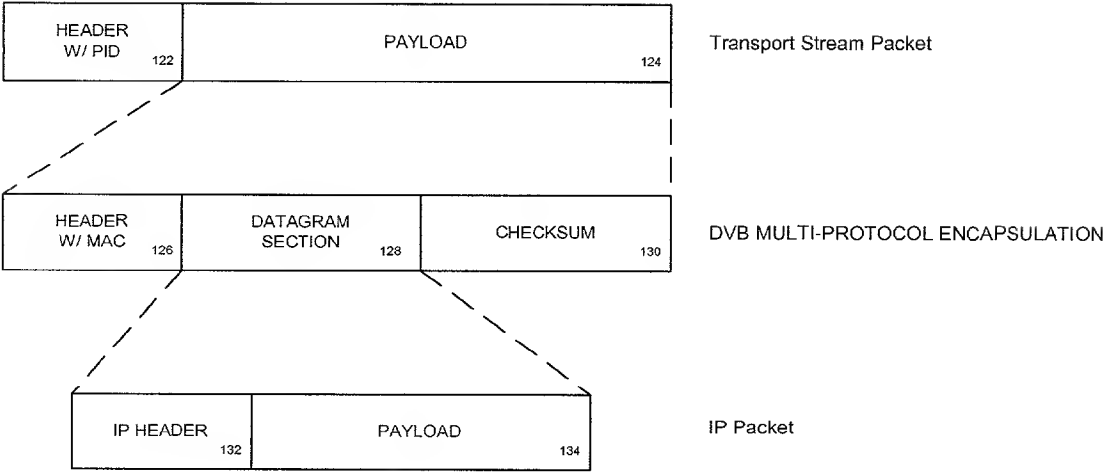 HEADER
W/ PID
122
PAYLOAD
124
Transport Stream Packet
HEADER
W/ MAC
126
DATAGRAM
SECTION
128
CHECKSUM
130
DVB MULTI-PROTOCOL ENCAPSULATION
IP HEADER
132
PAYLOAD
134
IP Packet